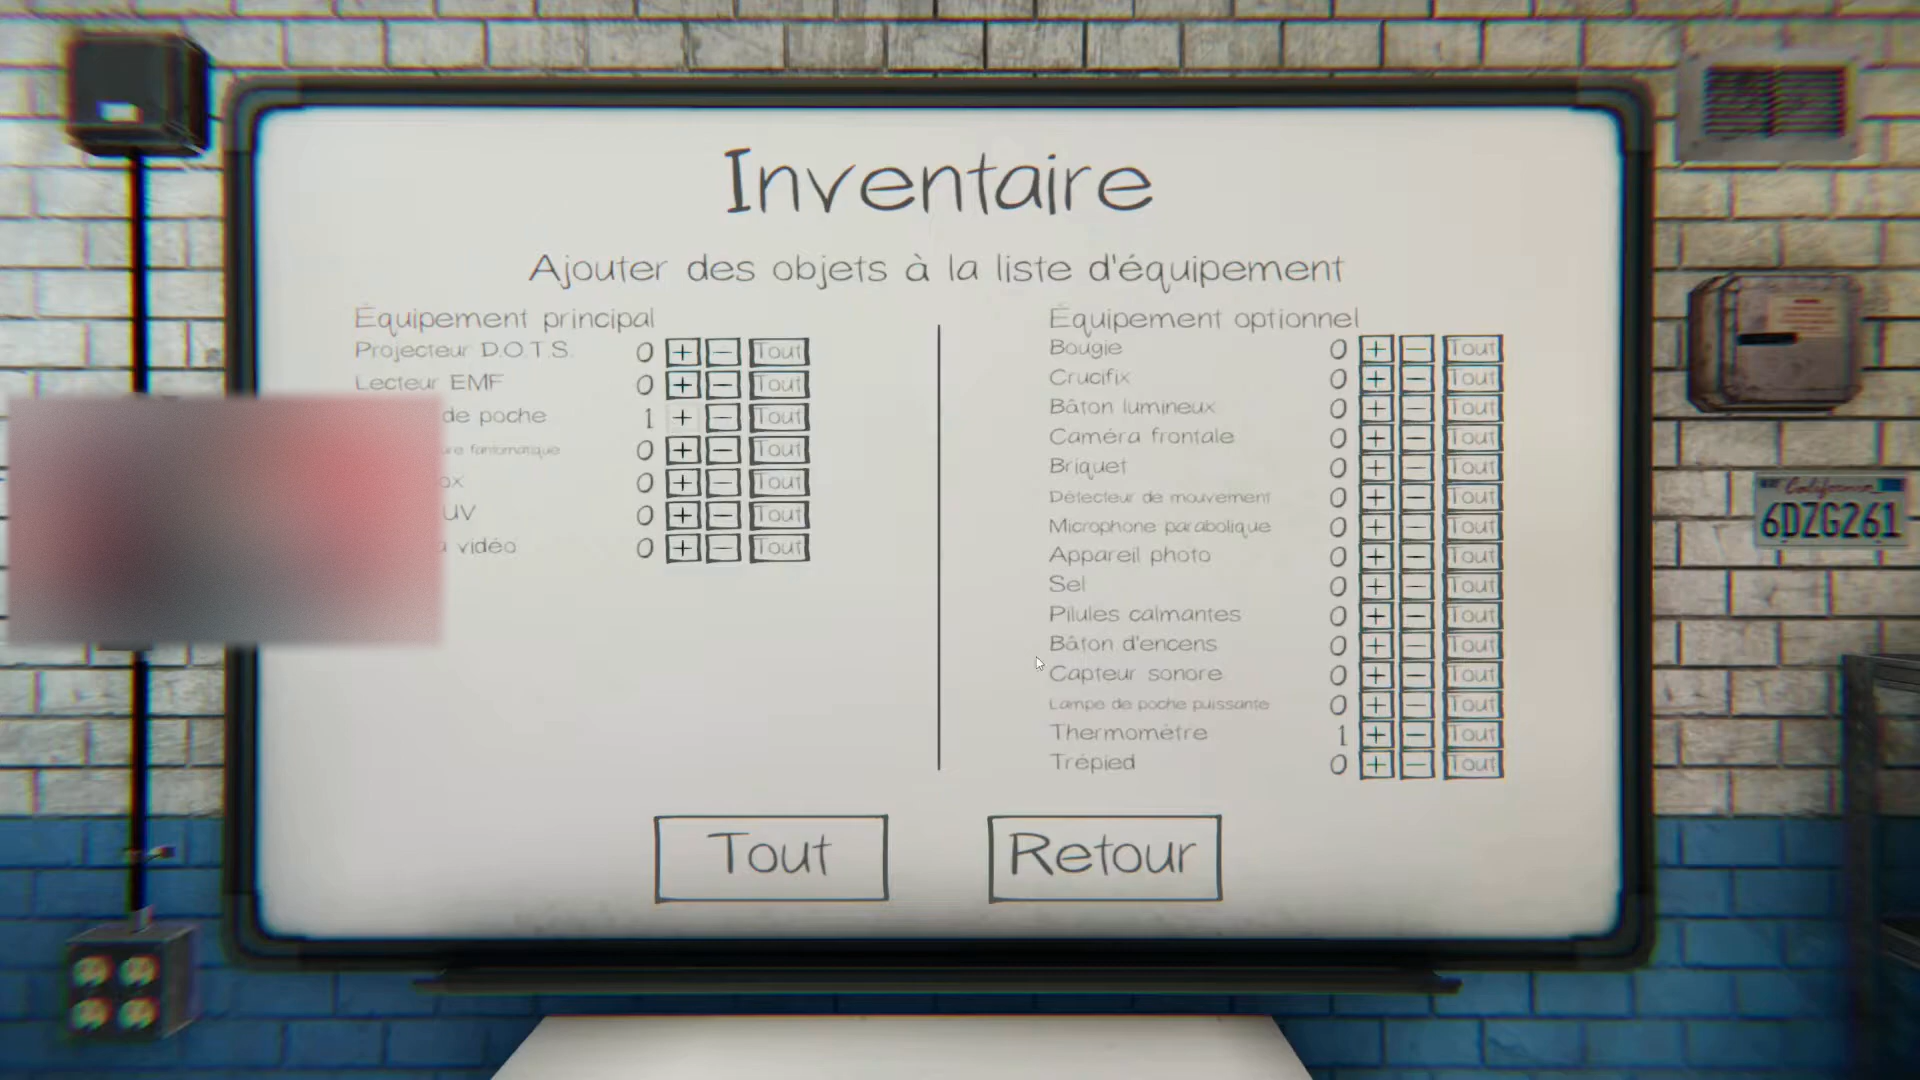 Inventaire
Ajouter des objets à la liste d'équipement
Équipement principal
Projecteur D.O.T.S. 0 + - Tout
Lecteur EMF 0 + - Tout
de poche 1 + - Tout
fantomatique 0 + - Tout
0 + - Tout
UV 0 + - Tout
vidéo 0 + - Tout
Équipement optionnel
Bougie 0 + - Tout
Crucifix 0 + - Tout
Bâton lumineux 0 + - Tout
Caméra frontale 0 + - Tout
Briquet 0 + - Tout
Détecteur de mouvement 0 + - Tout
Microphone parabolique 0 + - Tout
Appareil photo 0 + - Tout
Sel 0 + - Tout
Pilules calmantes 0 + - Tout
Bâton d'encens 0 + - Tout
Capteur sonore 0 + - Tout
Lampe de poche puissante 0 + - Tout
Thermomètre 1 + - Tout
Trépied 0 + - Tout
Tout
Retour
California
6DZG261